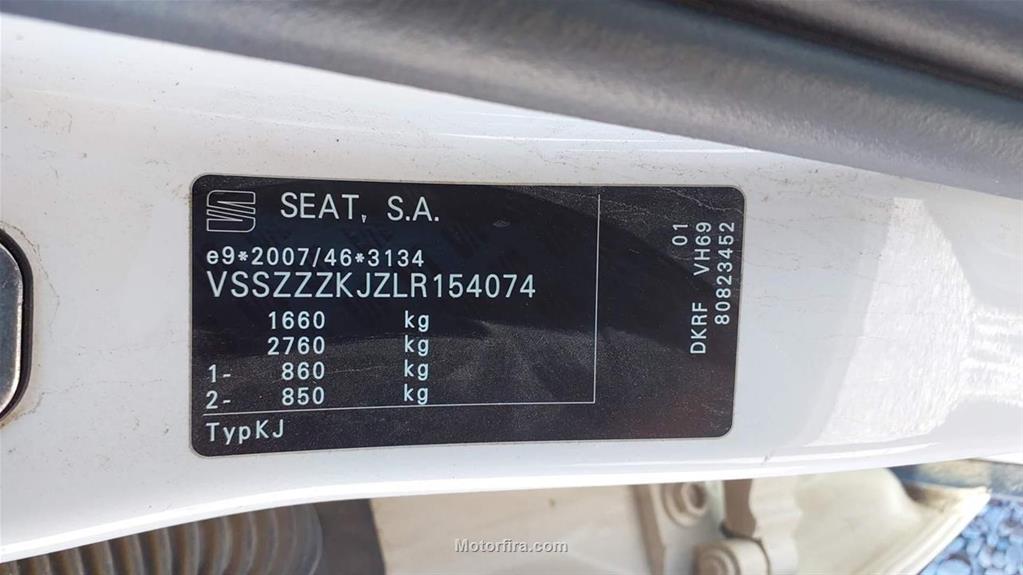 SEAT, S.A.
e9*2007/46*3134
VSSZZZKJZLR154074
1660 kg
2760 kg
1- 860 kg
2- 850 kg
TypKJ
01
DKRF VH69
80823452
Motorfira.com